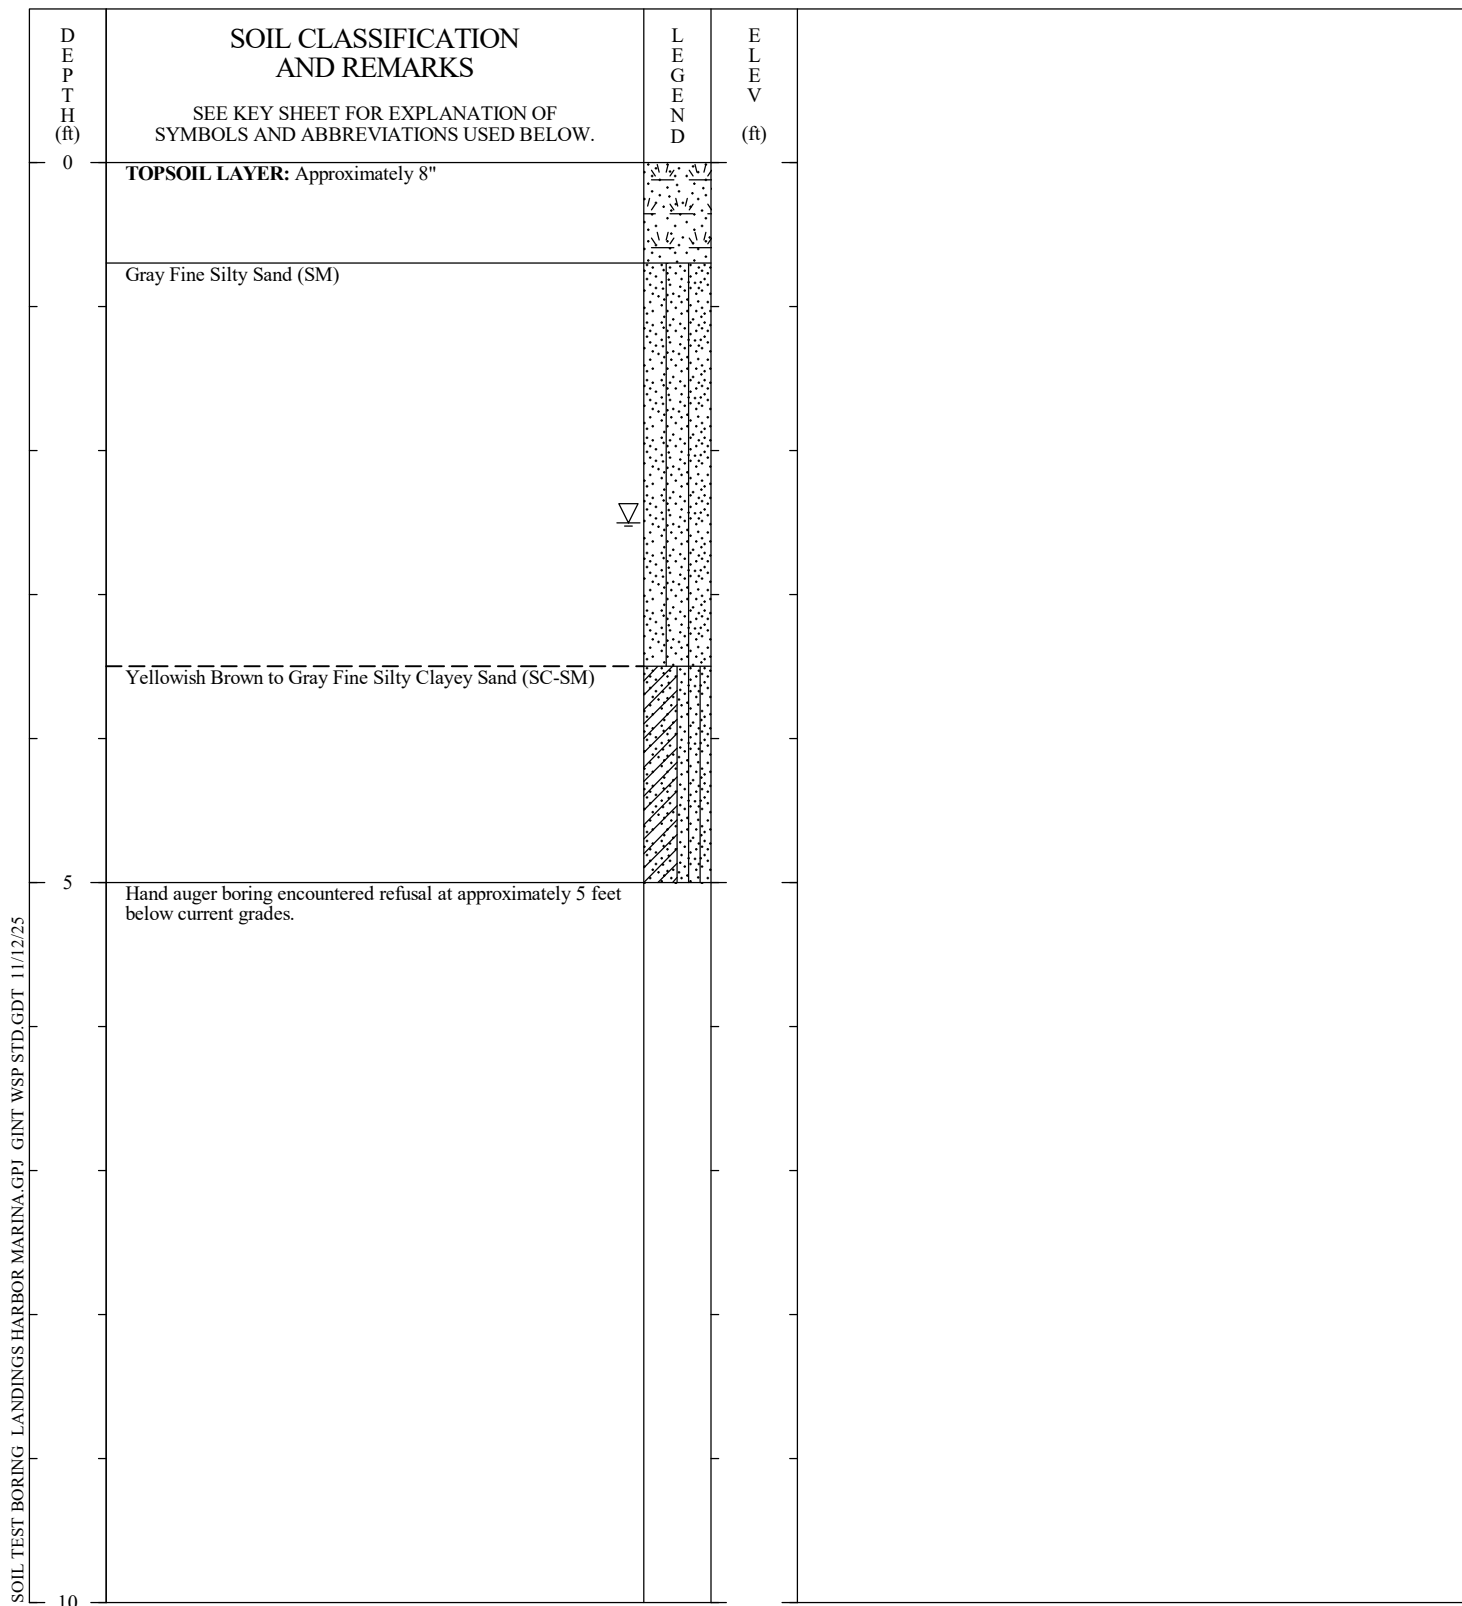 DEPTH
(ft)
SOIL CLASSIFICATION
AND REMARKS
SEE KEY SHEET FOR EXPLANATION OF
SYMBOLS AND ABBREVIATIONS USED BELOW.
LEGEND
ELEV
(ft)
0
TOPSOIL LAYER: Approximately 8"
Gray Fine Silty Sand (SM)
Yellowish Brown to Gray Fine Silty Clayey Sand (SC-SM)
5
Hand auger boring encountered refusal at approximately 5 feet
below current grades.
10
SOIL TEST BORING LANDINGS HARBOR MARINA.GPJ GINT WSP STD.GDT 11/12/25